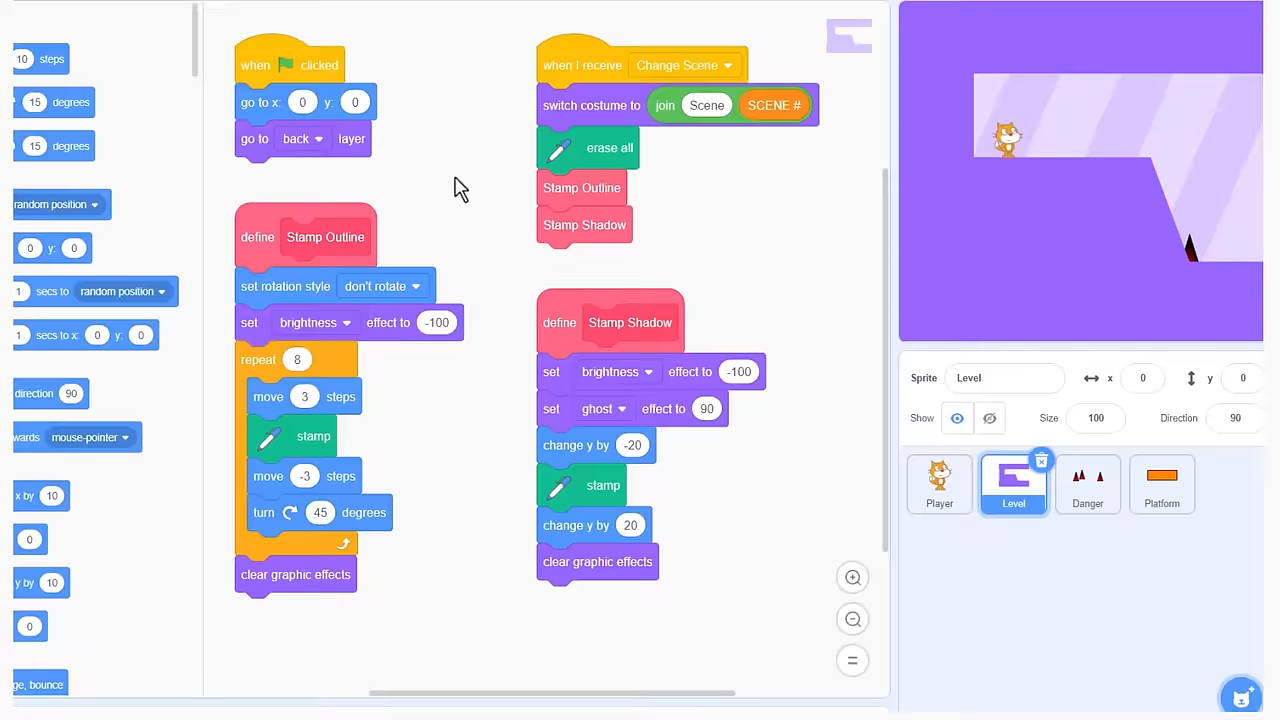 10 steps
15 degrees
15 degrees
random position
0 y: 0
1 secs to random position
1 secs to x: 0 y: 0
direction 90
wards mouse-pointer
x by 10
0
y by 10
0
ge, bounce
when clicked
go to x: 0 y: 0
go to back layer
define Stamp Outline
set rotation style don't rotate
set brightness effect to -100
repeat 8
move 3 steps
stamp
move -3 steps
turn 45 degrees
clear graphic effects
when I receive Change Scene
switch costume to join Scene SCENE #
erase all
Stamp Outline
Stamp Shadow
define Stamp Shadow
set brightness effect to -100
set ghost effect to 90
change y by -20
stamp
change y by 20
clear graphic effects
Sprite Level x 0 y 0
Show Size 100 Direction 90
Player
Level
Danger
Platform